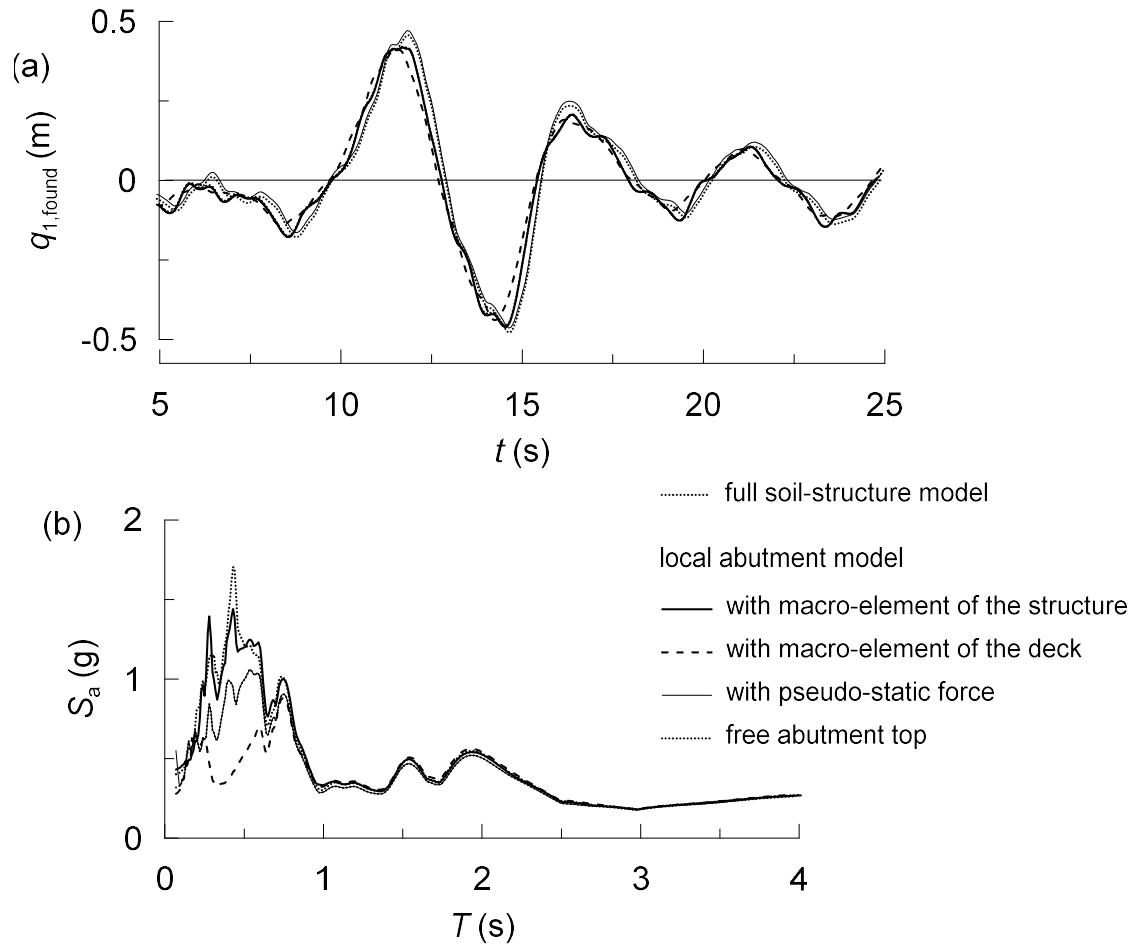 (a)
0.5
0
-0.5
q1,found (m)
5 10 15 20 25
t (s)
full soil-structure model
local abutment model
with macro-element of the structure
with macro-element of the deck
with pseudo-static force
free abutment top
(b)
2
1
0
Sa (g)
0 1 2 3 4
T (s)